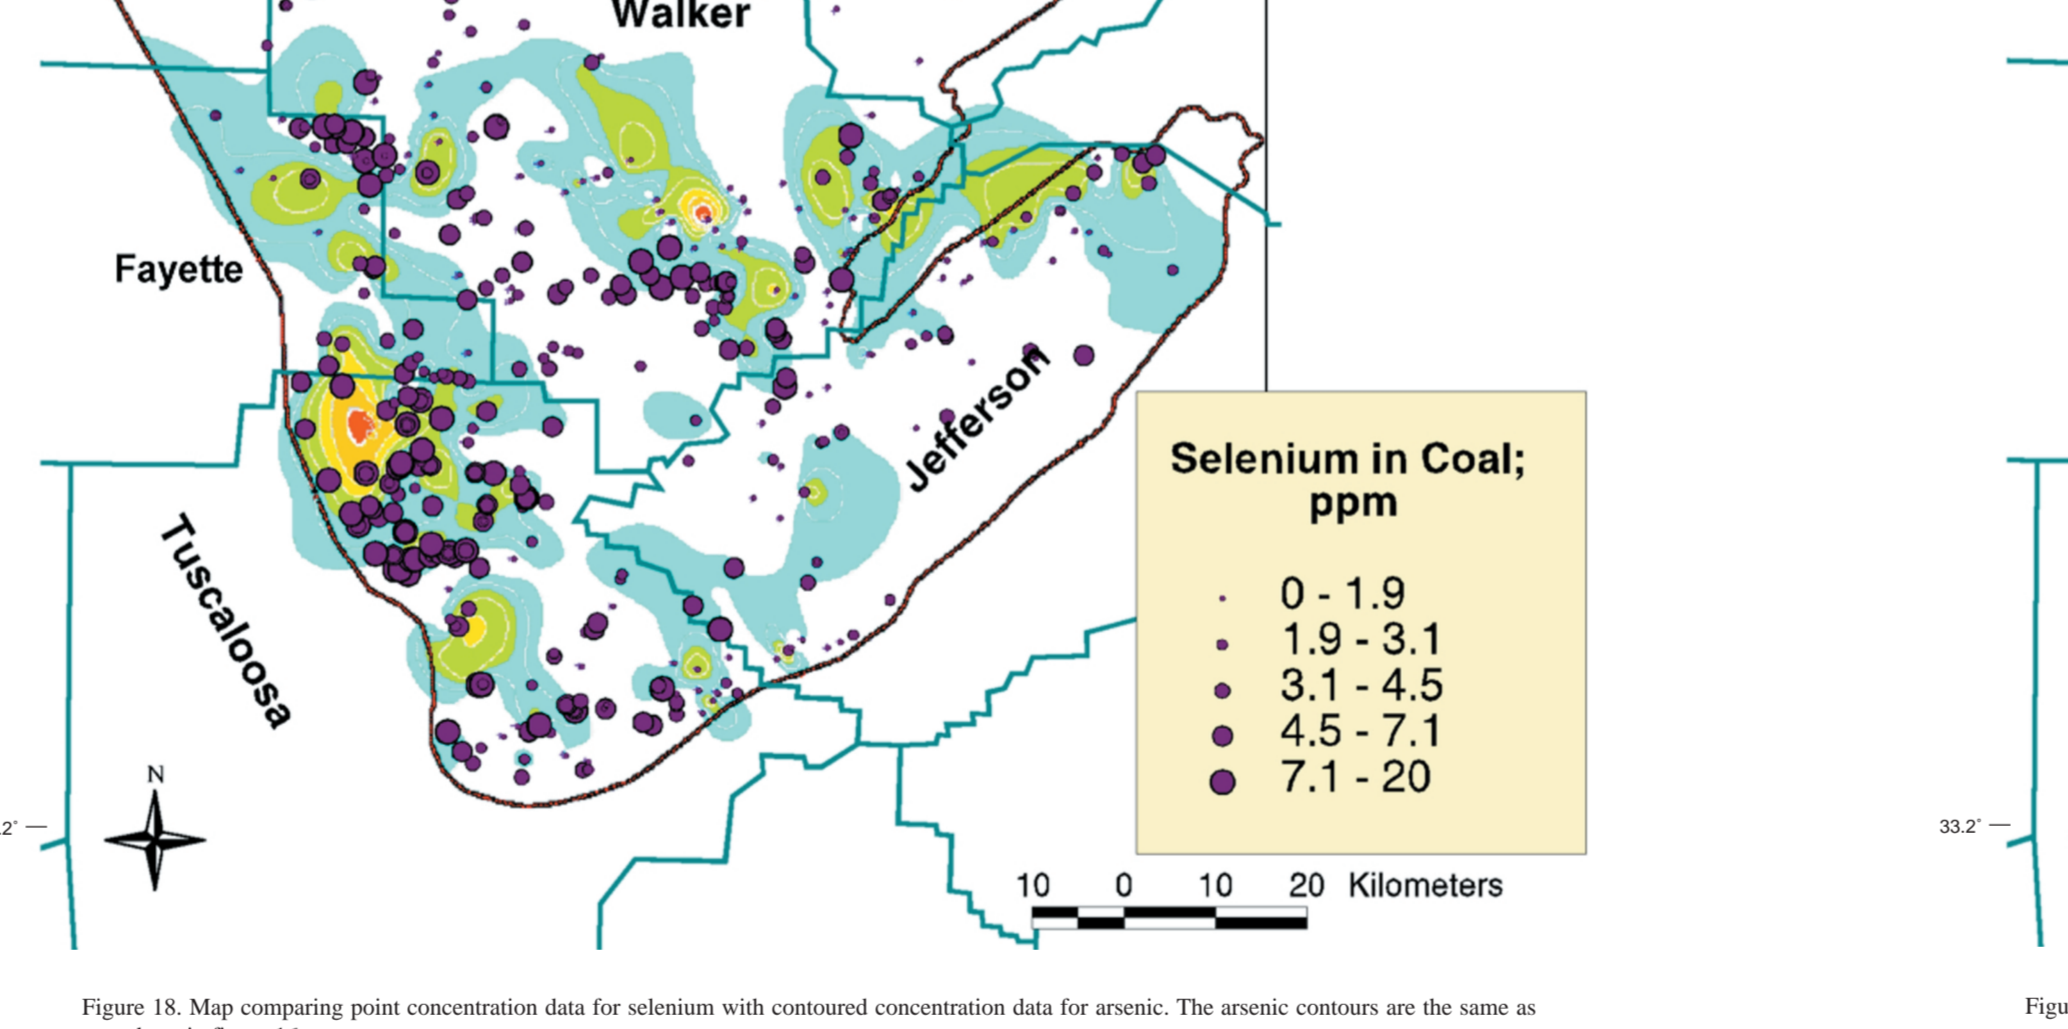 Walker
Fayette
Jefferson
Tuscaloosa
Selenium in Coal;
ppm
0 - 1.9
1.9 - 3.1
3.1 - 4.5
4.5 - 7.1
7.1 - 20
N
.2°
33.2°
10 0 10 20 Kilometers
Figure 18. Map comparing point concentration data for selenium with contoured concentration data for arsenic. The arsenic contours are the same as
Figu